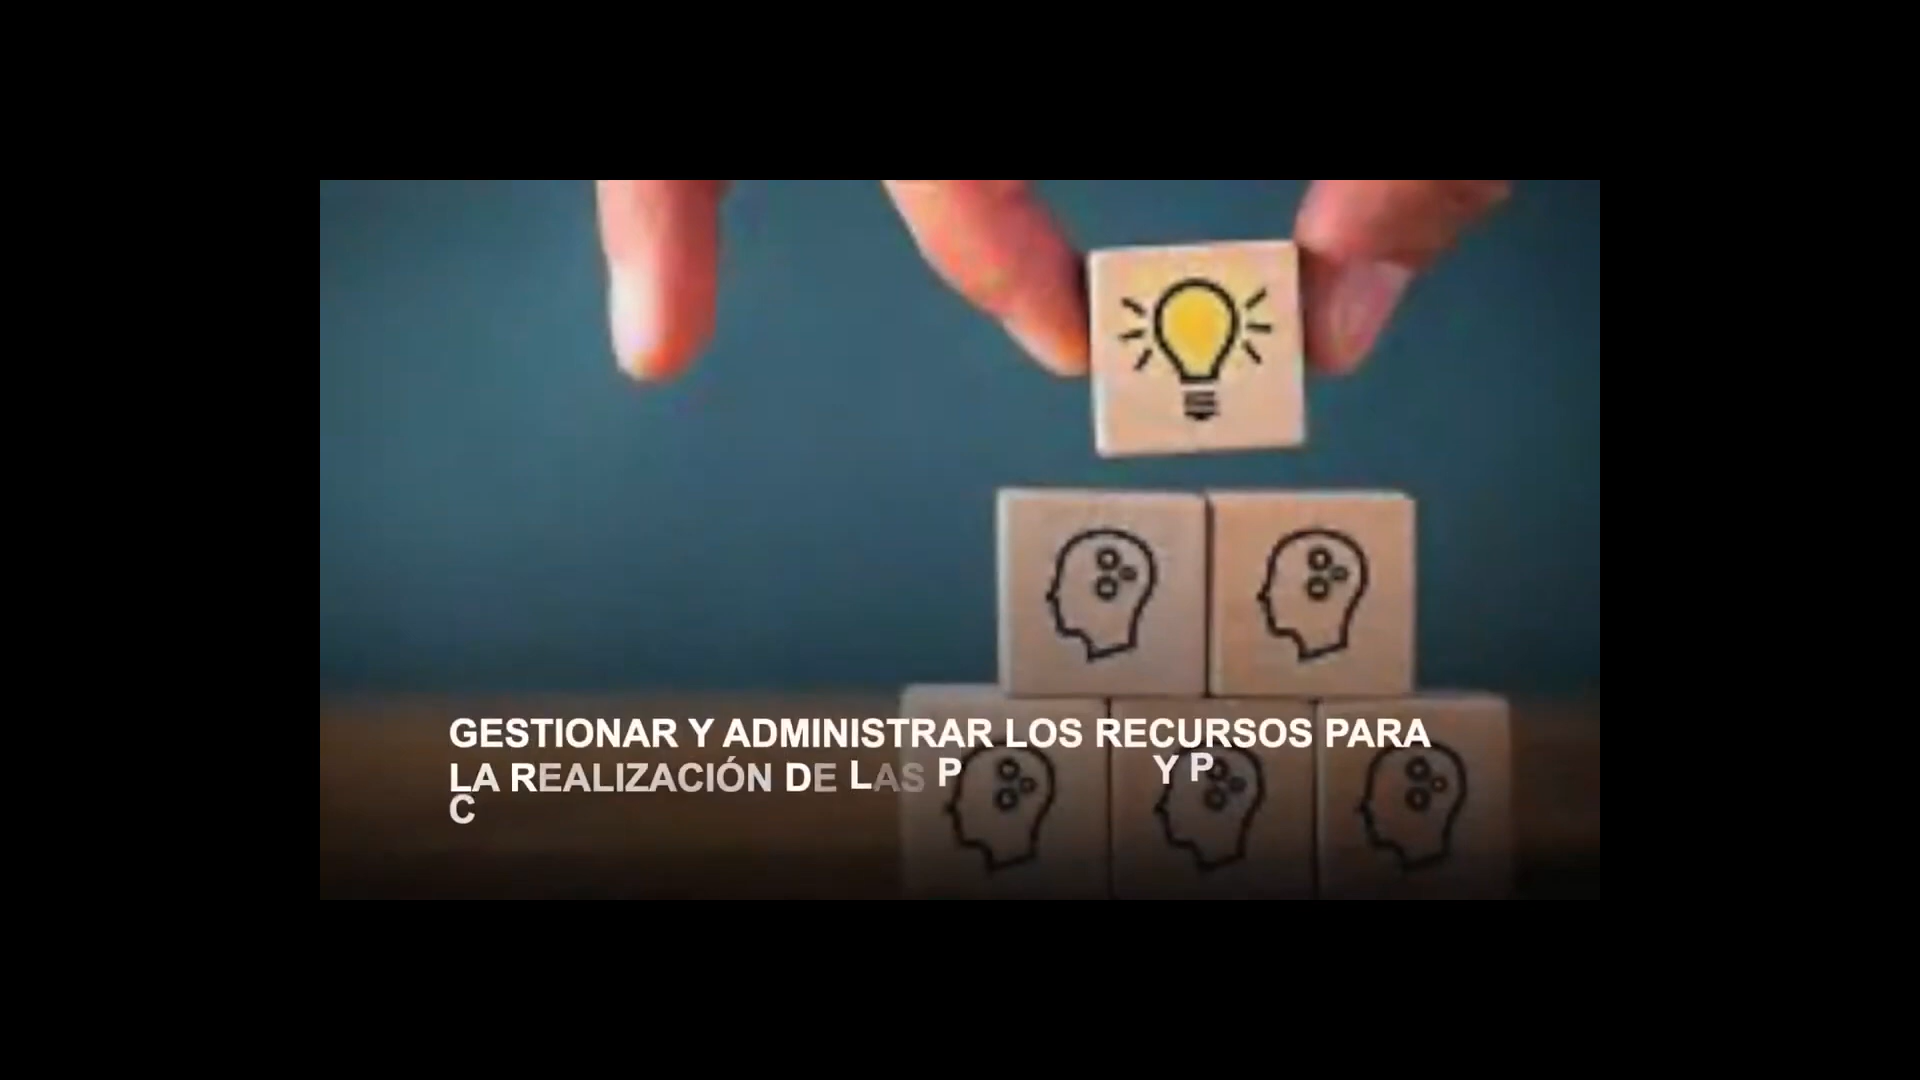 GESTIONAR Y ADMINISTRAR LOS RECURSOS PARA
LA REALIZACIÓN DE LAS P Y P
C